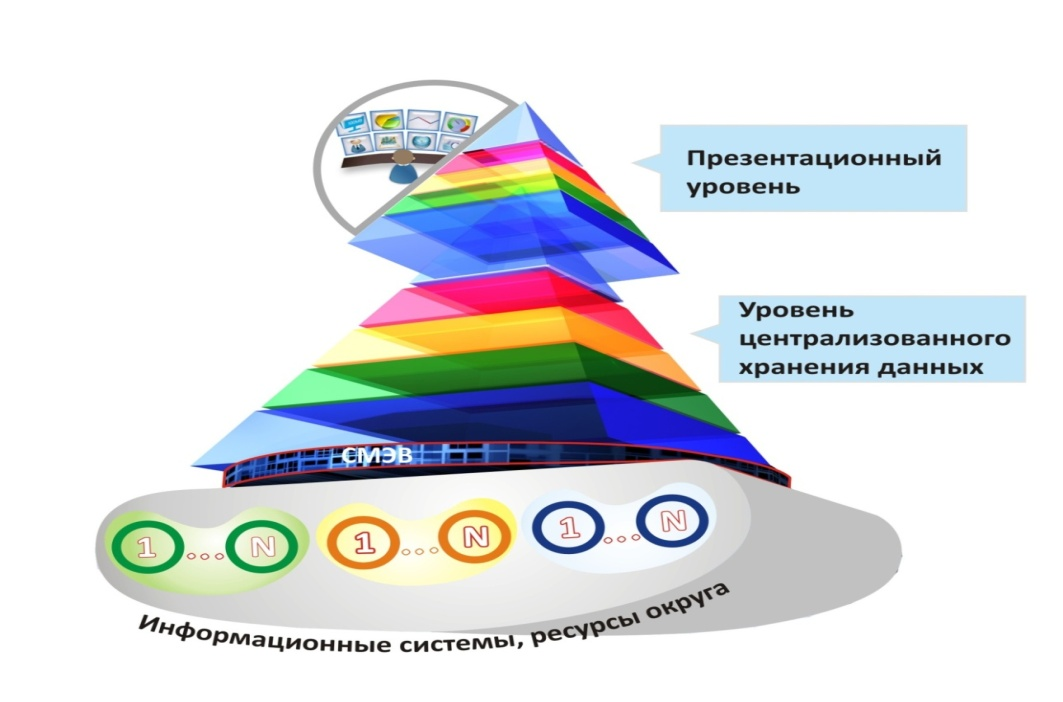 Презентационный
уровень
Уровень
централизованного
хранения данных
СМЭВ
1 ... N 1 ... N 1 ... N
Информационные системы, ресурсы округа